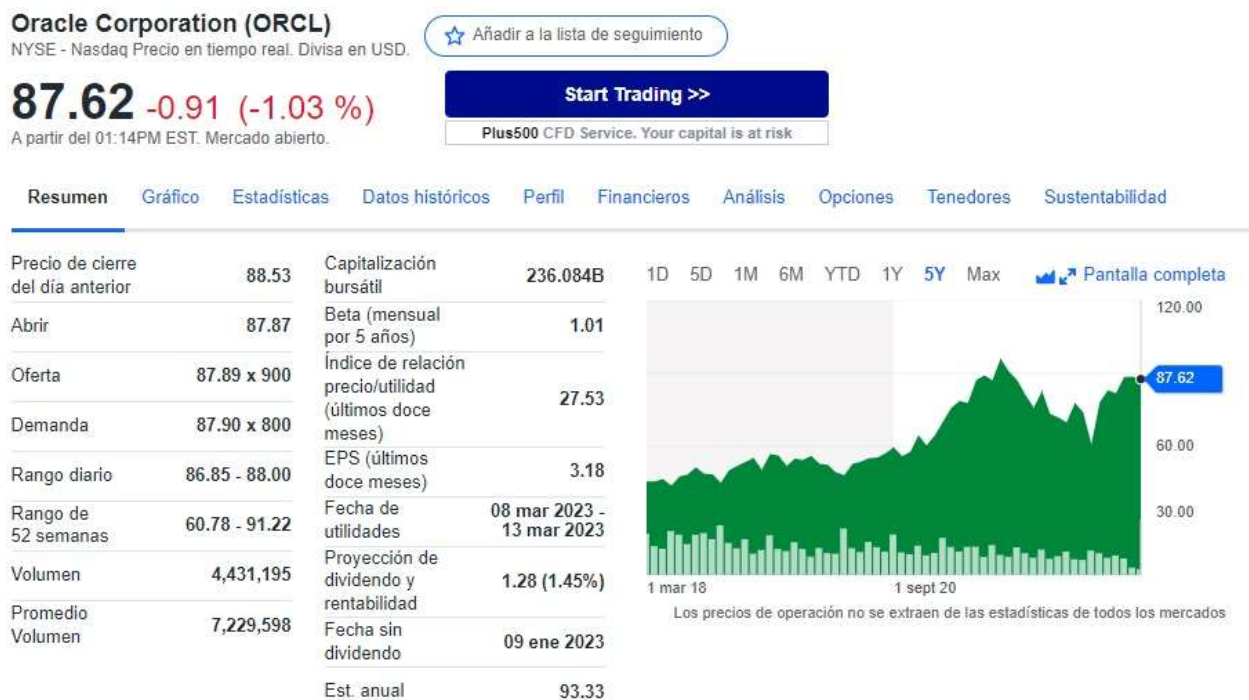 Oracle Corporation (ORCL)
NYSE - Nasdaq Precio en tiempo real. Divisa en USD.
Añadir a la lista de seguimiento
87.62 -0.91 (-1.03 %)
A partir del 01:14PM EST. Mercado abierto.
Start Trading >>
Plus500 CFD Service. Your capital is at risk
Resumen Gráfico Estadísticas Datos históricos Perfil Financieros Análisis Opciones Tenedores Sustentabilidad
Precio de cierre
del día anterior 88.53
Abrir 87.87
Oferta 87.89 x 900
Demanda 87.90 x 800
Rango diario 86.85 - 88.00
Rango de
52 semanas 60.78 - 91.22
Volumen 4,431,195
Promedio
Volumen 7,229,598
Capitalización
bursátil 236.084B
Beta (mensual
por 5 años) 1.01
Índice de relación
precio/utilidad
(últimos doce
meses) 27.53
EPS (últimos
doce meses) 3.18
Fecha de
utilidades 08 mar 2023 -
13 mar 2023
Proyección de
dividendo y
rentabilidad 1.28 (1.45%)
Fecha sin
dividendo 09 ene 2023
Est. anual 93.33
1D 5D 1M 6M YTD 1Y 5Y Max Pantalla completa
120.00
87.62
60.00
30.00
1 mar 18 1 sept 20
Los precios de operación no se extraen de las estadísticas de todos los mercados